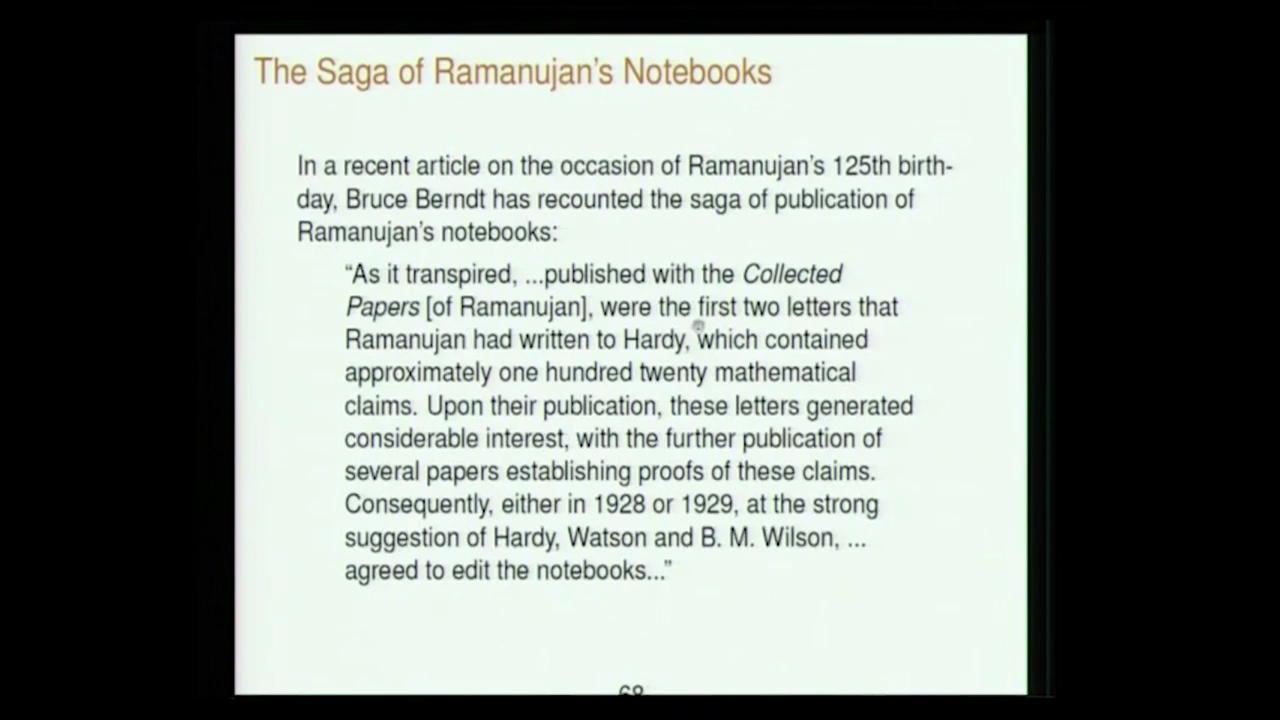 The Saga of Ramanujan's Notebooks
In a recent article on the occasion of Ramanujan's 125th birth-
day, Bruce Berndt has recounted the saga of publication of
Ramanujan's notebooks:
“As it transpired, ...published with the Collected
Papers [of Ramanujan], were the first two letters that
Ramanujan had written to Hardy, which contained
approximately one hundred twenty mathematical
claims. Upon their publication, these letters generated
considerable interest, with the further publication of
several papers establishing proofs of these claims.
Consequently, either in 1928 or 1929, at the strong
suggestion of Hardy, Watson and B. M. Wilson, ...
agreed to edit the notebooks...”